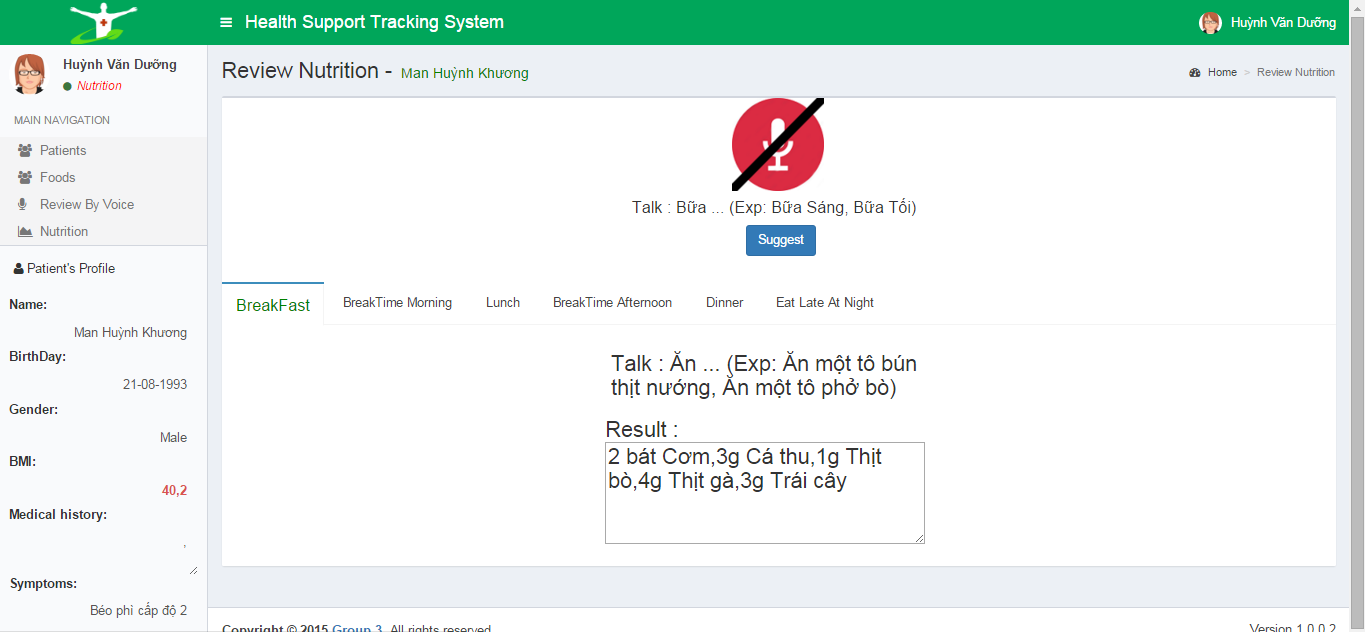 Health Support Tracking System
Huỳnh Văn Dưỡng
Huỳnh Văn Dưỡng
Nutrition
MAIN NAVIGATION
Patients
Foods
Review By Voice
Nutrition
Patient's Profile
Name:
Man Huỳnh Khương
BirthDay:
21-08-1993
Gender:
Male
BMI:
40,2
Medical history:
,
Symptoms:
Béo phì cấp độ 2
Review Nutrition - Man Huỳnh Khương
Home > Review Nutrition
Talk : Bữa ... (Exp: Bữa Sáng, Bữa Tối)
Suggest
BreakFast BreakTime Morning Lunch BreakTime Afternoon Dinner Eat Late At Night
Talk : Ăn ... (Exp: Ăn một tô bún
thịt nướng, Ăn một tô phở bò)
Result :
2 bát Cơm,3g Cá thu,1g Thịt
bò,4g Thịt gà,3g Trái cây
Copyright © 2015 Group 3. All rights reserved.
Version 1.0.0.2